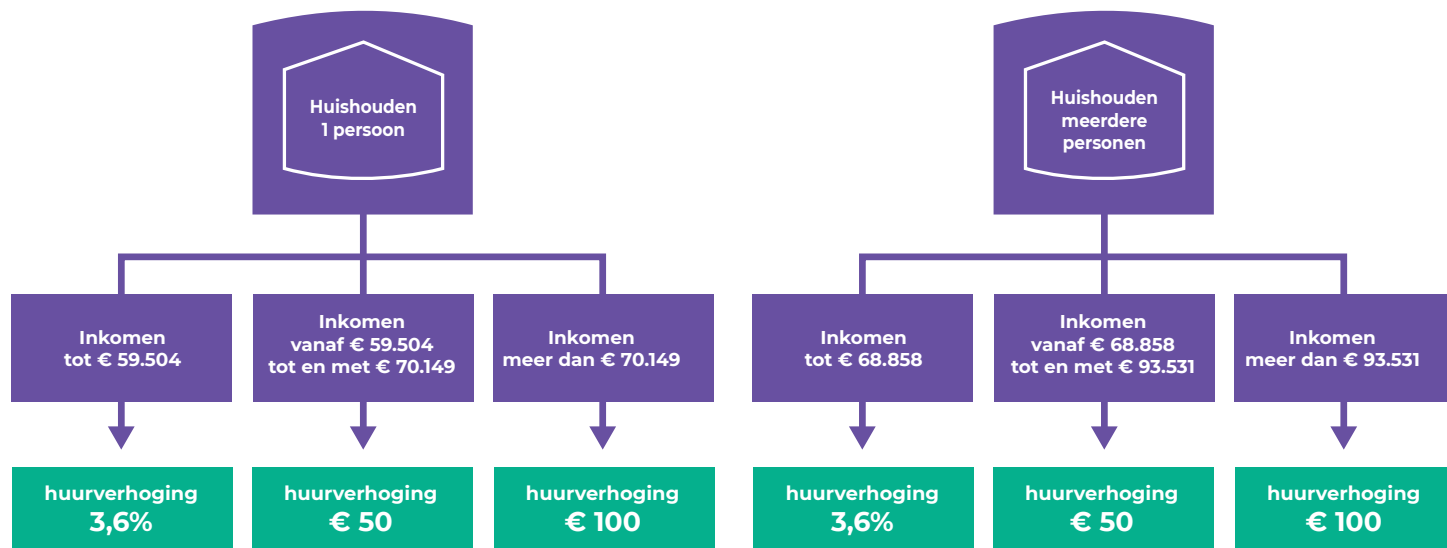 Huishouden
1 persoon
Inkomen
tot € 59.504
Inkomen
vanaf € 59.504
tot en met € 70.149
Inkomen
meer dan € 70.149
huurverhoging
3,6%
huurverhoging
€ 50
huurverhoging
€ 100
Huishouden
meerdere
personen
Inkomen
tot € 68.858
Inkomen
vanaf € 68.858
tot en met € 93.531
Inkomen
meer dan € 93.531
huurverhoging
3,6%
huurverhoging
€ 50
huurverhoging
€ 100